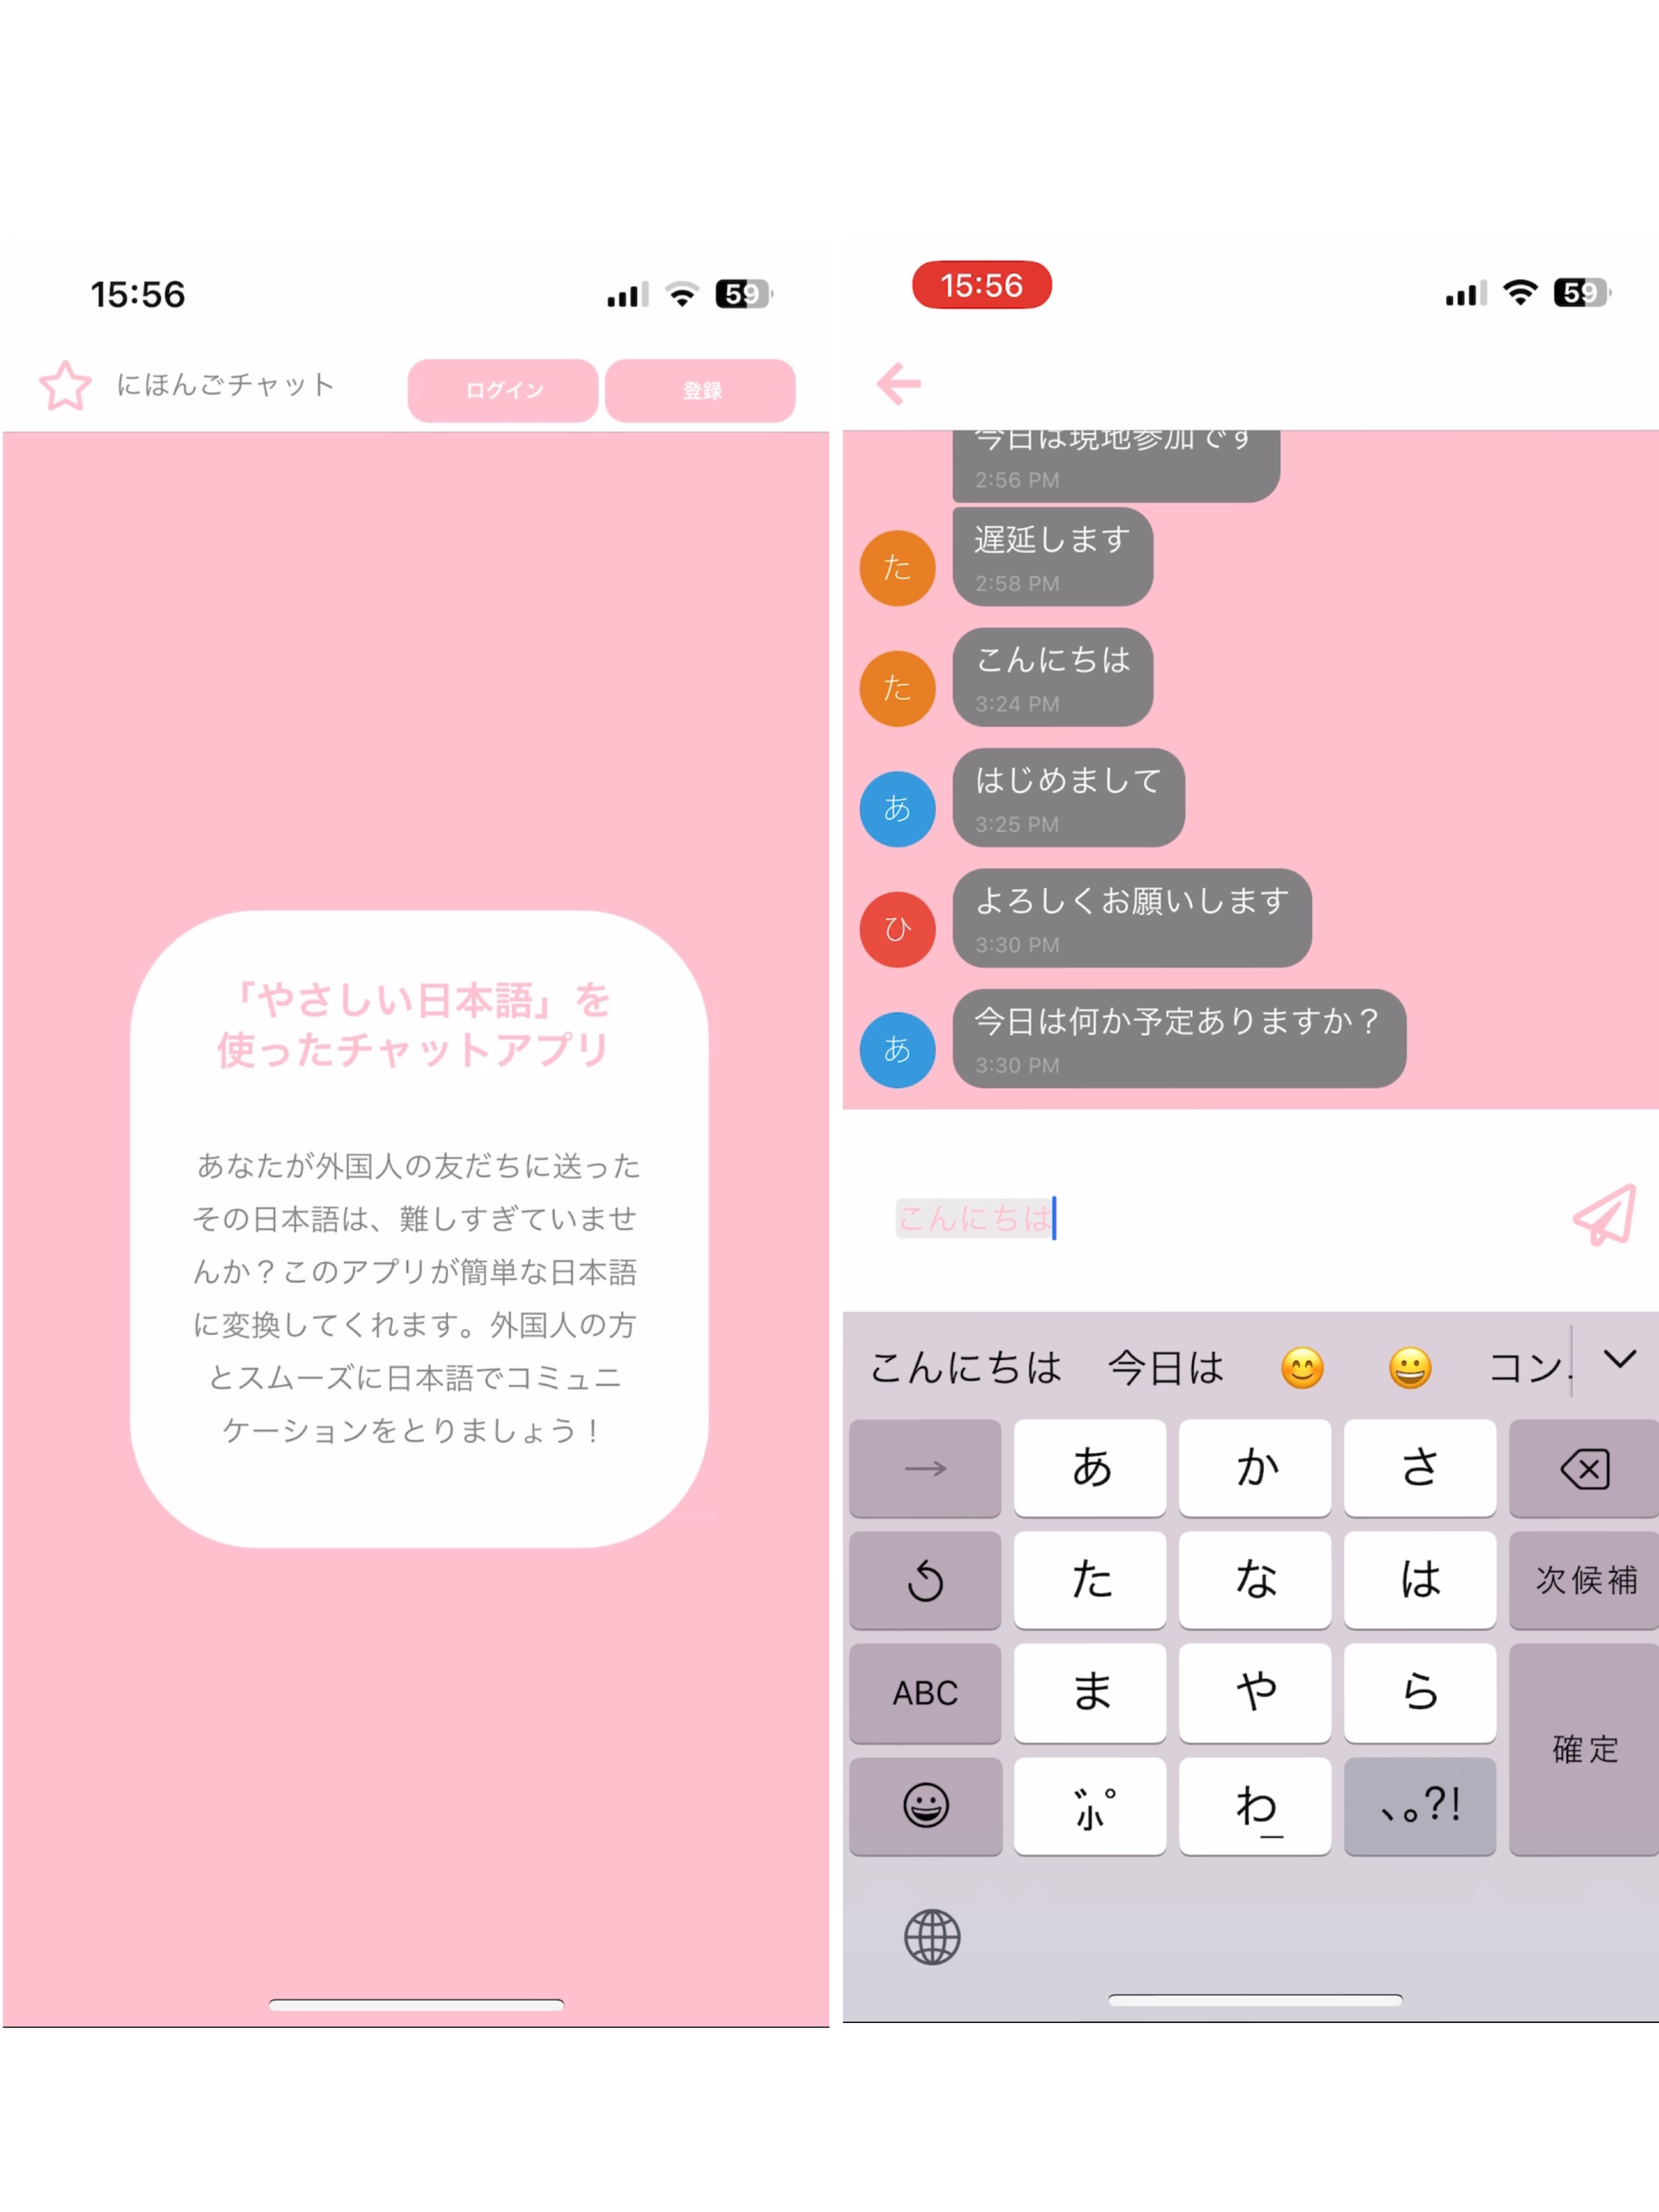 15:56
59
にほんごチャット
ログイン
登録
「やさしい日本語」を
使ったチャットアプリ
あなたが外国人の友だちに送った
その日本語は、難しすぎていませ
んか？このアプリが簡単な日本語
に変換してくれます。外国人の方
とスムーズに日本語でコミュニ
ケーションをとりましょう！
15:56
59
今日は現地参加です
2:56 PM
た
遅延します
2:58 PM
た
こんにちは
3:24 PM
あ
はじめまして
3:25 PM
ひ
よろしくお願いします
3:30 PM
あ
今日は何か予定ありますか？
3:30 PM
こんにちは
こんにちは 今日は 😊 😀 コン
→ あ か さ
た な は 次候補
ABC ま や ら
確定
小 わ 、。?!